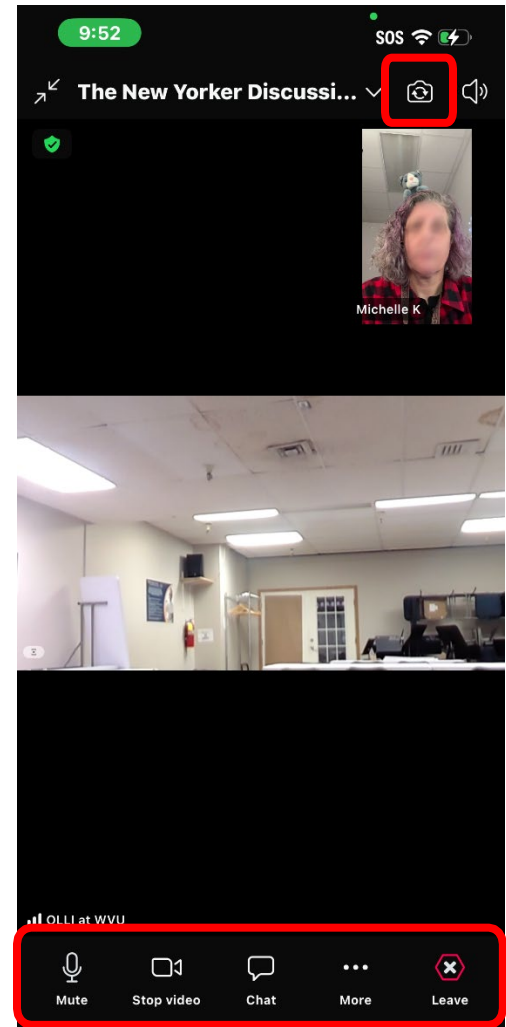 9:52
SOS
The New Yorker Discussi...
Michelle K
OLLI at WVU
Mute
Stop video
Chat
More
Leave